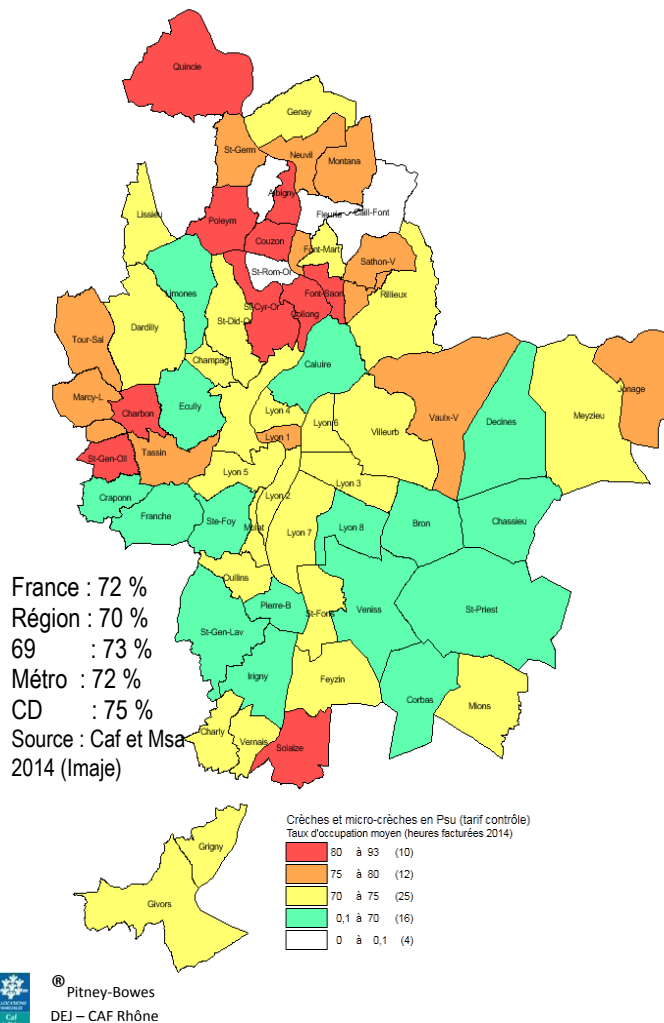 Quincie
Genay
St-Germ
Neuvil
Montana
Albigny
Fleurie
Caill-Font
Lissieu
Poleym
Couzon
Font-Mart
Sathon-V
St-Rom-Or
Limones
Font-Saon
Rillieux
St-Cyr-Or
Collong
Tour-Sal
Dardilly
St-Did-Or
Champag
Caluire
Jonage
Marcy-L
Charbon
Ecully
Lyon 4
Lyon 6
Vaulx-V
Meyzieu
Decines
Villeurb
Lyon 1
Tassin
St-Gen-Oll
Lyon 5
Lyon 3
Craponn
Lyon 2
Franche
Ste-Foy
Mulat
Lyon 7
Lyon 8
Bron
Chassieu
Oullins
Pierre-B
St-Fons
Veniss
St-Priest
St-Gen-Lav
Irigny
Feyzin
Corbas
Mions
Charly
Vernais
Solaize
France : 72 %
Région : 70 %
69 : 73 %
Métro : 72 %
CD : 75 %
Source : Caf et Msa
2014 (Imaje)
Grigny
Givors
Crèches et micro-crèches en Psu (tarif contrôle)
Taux d'occupation moyen (heures facturées 2014)
80 à 93 (10)
75 à 80 (12)
70 à 75 (25)
0,1 à 70 (16)
0 à 0,1 (4)
ALLOCATIONS
FAMILIALES
Caf
® Pitney-Bowes
DEJ – CAF Rhône